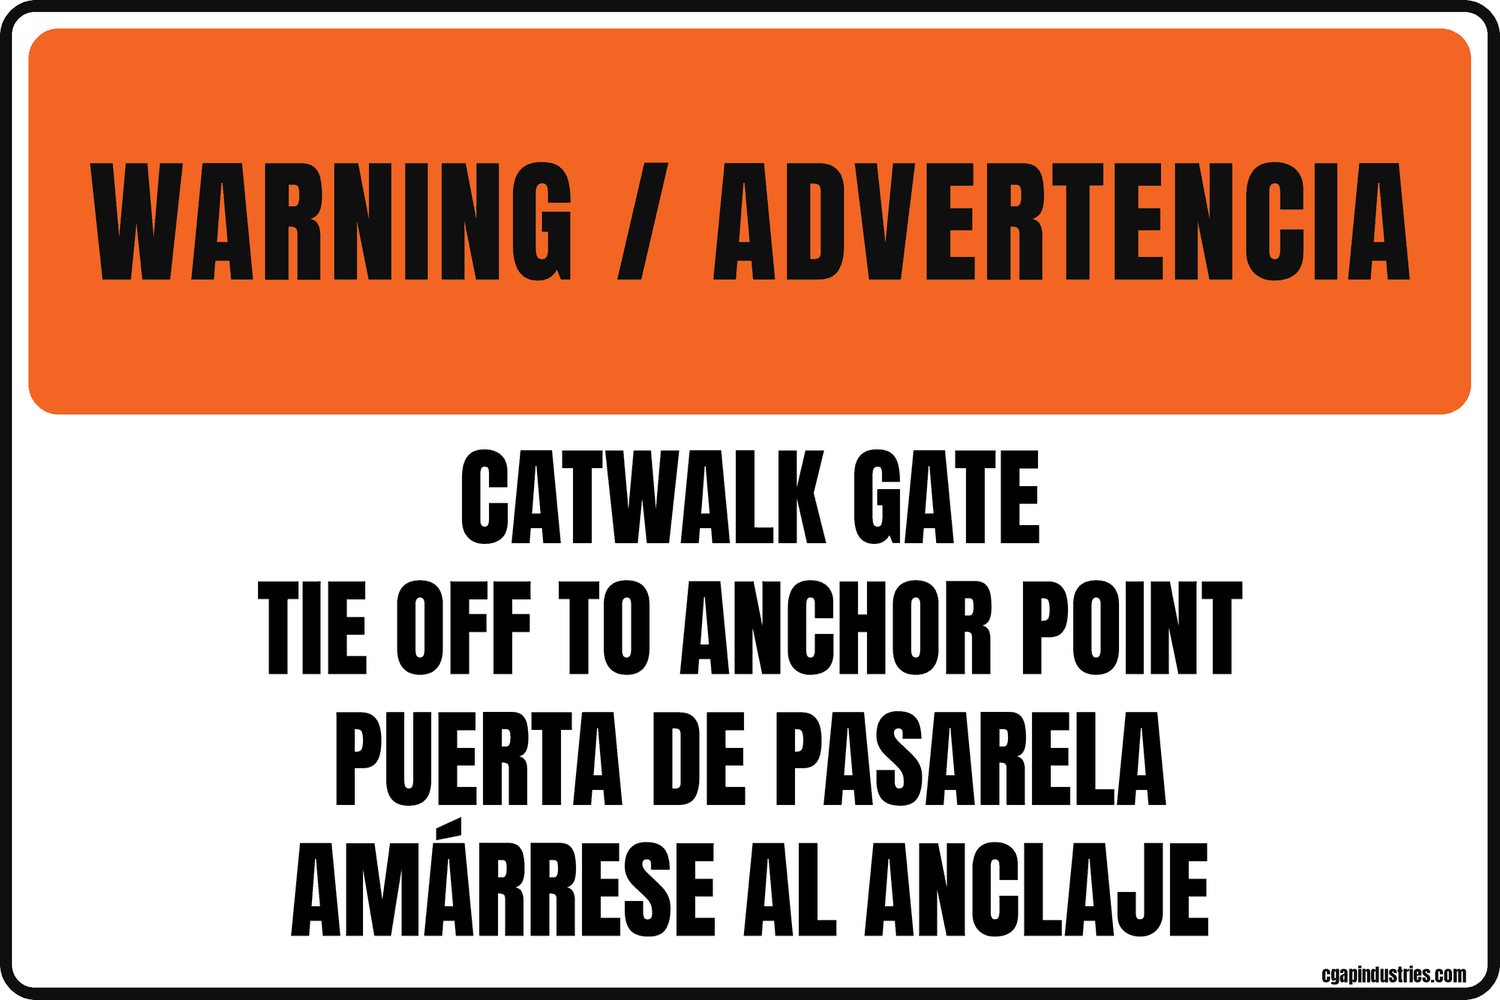 WARNING / ADVERTENCIA
CATWALK GATE
TIE OFF TO ANCHOR POINT
PUERTA DE PASARELA
AMÁRRESE AL ANCLAJE
cgapindustries.com